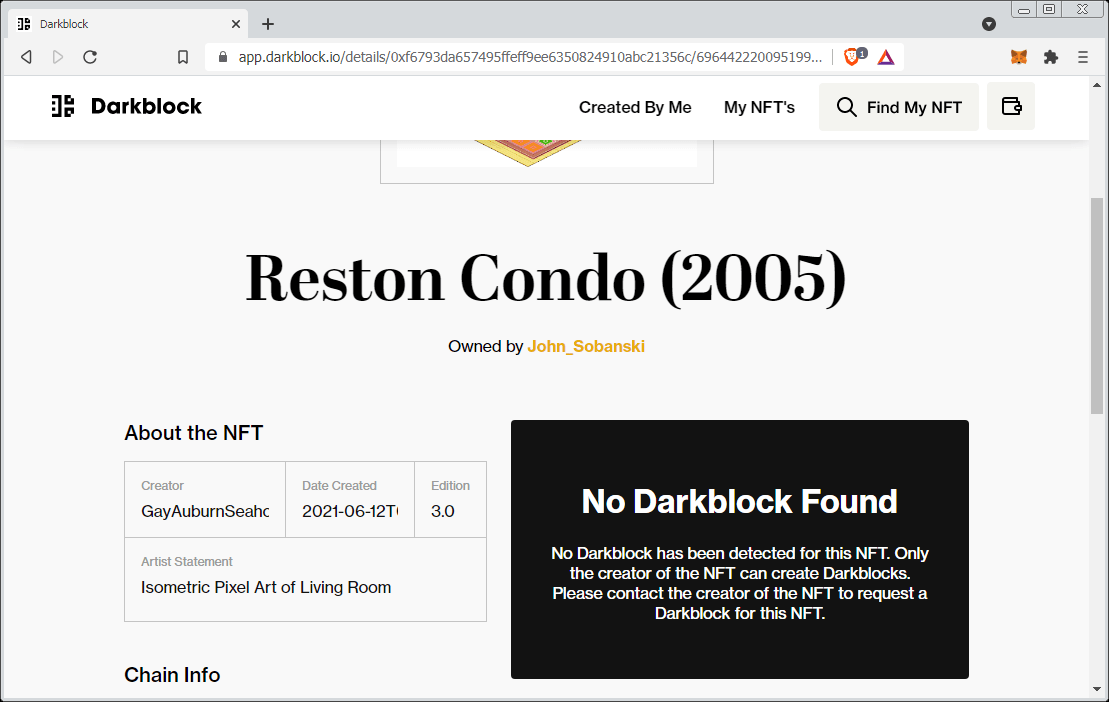 Darkblock
app.darkblock.io/details/0xf6793da657495ffeff9ee6350824910abc21356c/696442220095199...
1
Darkblock
Created By Me
My NFT's
Find My NFT
Reston Condo (2005)
Owned by John_Sobanski
About the NFT
Creator
GayAuburnSeaho
Date Created
2021-06-12T
Edition
3.0
Artist Statement
Isometric Pixel Art of Living Room
Chain Info
No Darkblock Found
No Darkblock has been detected for this NFT. Only
the creator of the NFT can create Darkblocks.
Please contact the creator of the NFT to request a
Darkblock for this NFT.